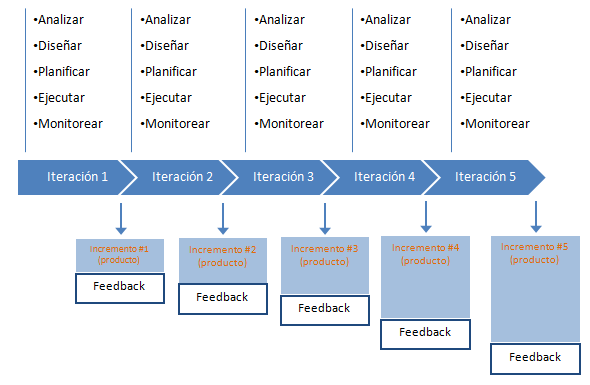 •Analizar
•Diseñar
•Planificar
•Ejecutar
•Monitorear
•Analizar
•Diseñar
•Planificar
•Ejecutar
•Monitorear
•Analizar
•Diseñar
•Planificar
•Ejecutar
•Monitorear
•Analizar
•Diseñar
•Planificar
•Ejecutar
•Monitorear
•Analizar
•Diseñar
•Planificar
•Ejecutar
•Monitorear
Iteración 1
Iteración 2
Iteración 3
Iteración 4
Iteración 5
Incremento #1
(producto)
Feedback
Incremento #2
(producto)
Feedback
Incremento #3
(producto)
Feedback
Incremento #4
(producto)
Feedback
Incremento #5
(producto)
Feedback